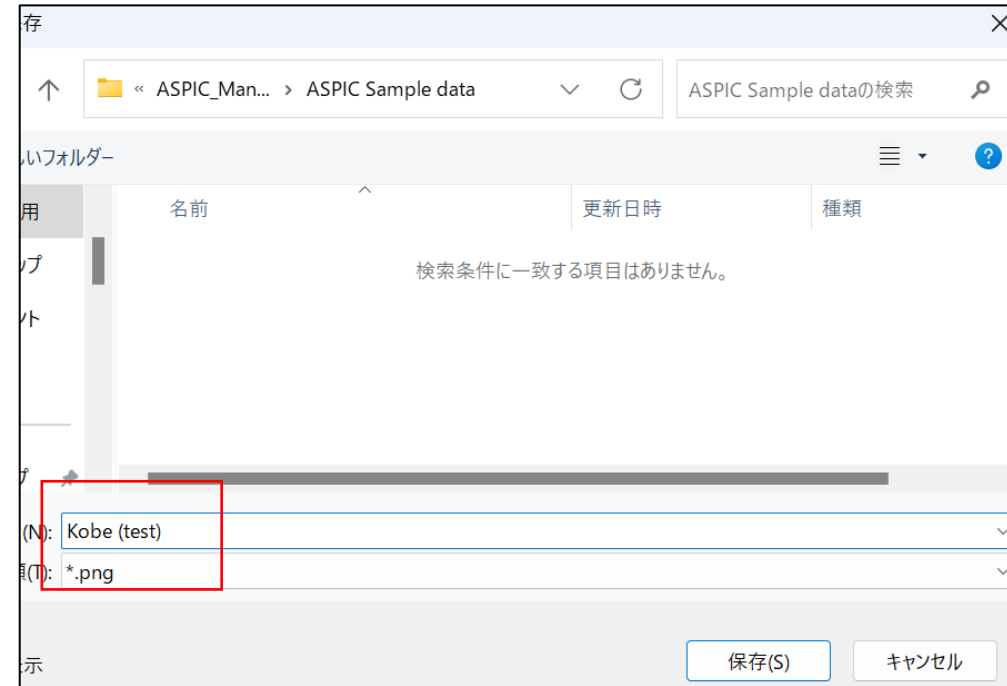 存
« ASPIC_Man... › ASPIC Sample data
ASPIC Sample dataの検索
いフォルダー
用
名前
更新日時
種類
ップ
検索条件に一致する項目はありません。
ント
プ
(N): Kobe (test)
(T): *.png
示
保存(S)
キャンセル